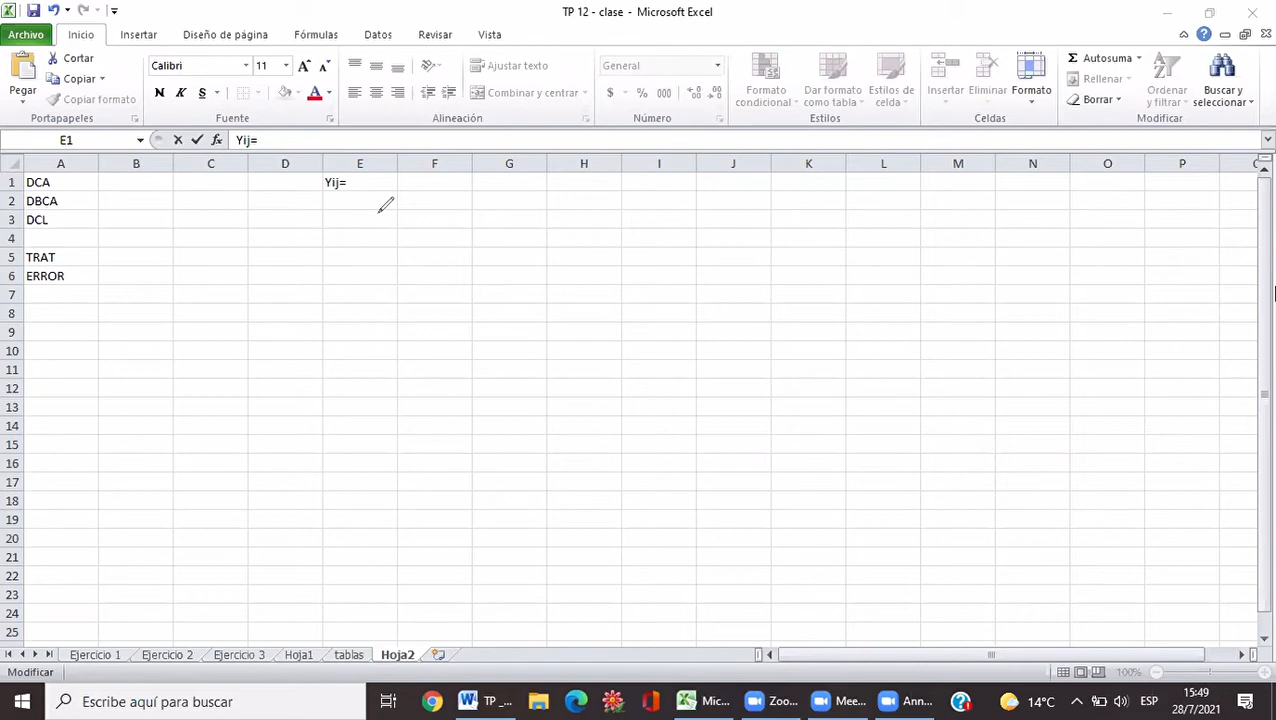 TP 12 - clase - Microsoft Excel
Archivo Inicio Insertar Diseño de página Fórmulas Datos Revisar Vista
Pegar
Cortar
Copiar
Copiar formato
Portapapeles
Calibri 11
N K S
Fuente
Ajustar texto
Combinar y centrar
Alineación
General
$ % 000
Número
Formato condicional
Dar formato como tabla
Estilos de celda
Estilos
Insertar
Eliminar
Formato
Celdas
Σ Autosuma
Rellenar
Borrar
Ordenar y filtrar
Buscar y seleccionar
Modificar
E1 fx Yij=
A B C D E F G H I J K L M N O P
1 DCA Yij=
2 DBCA
3 DCL
4
5 TRAT
6 ERROR
7
8
9
10
11
12
13
14
15
16
17
18
19
20
21
22
23
24
25
Ejercicio 1 Ejercicio 2 Ejercicio 3 Hoja1 tablas Hoja2
Modificar 100%
Escribe aquí para buscar
TP _... Micr... Zoo... Mee... Ann... 14°C ESP 15:49
28/7/2021